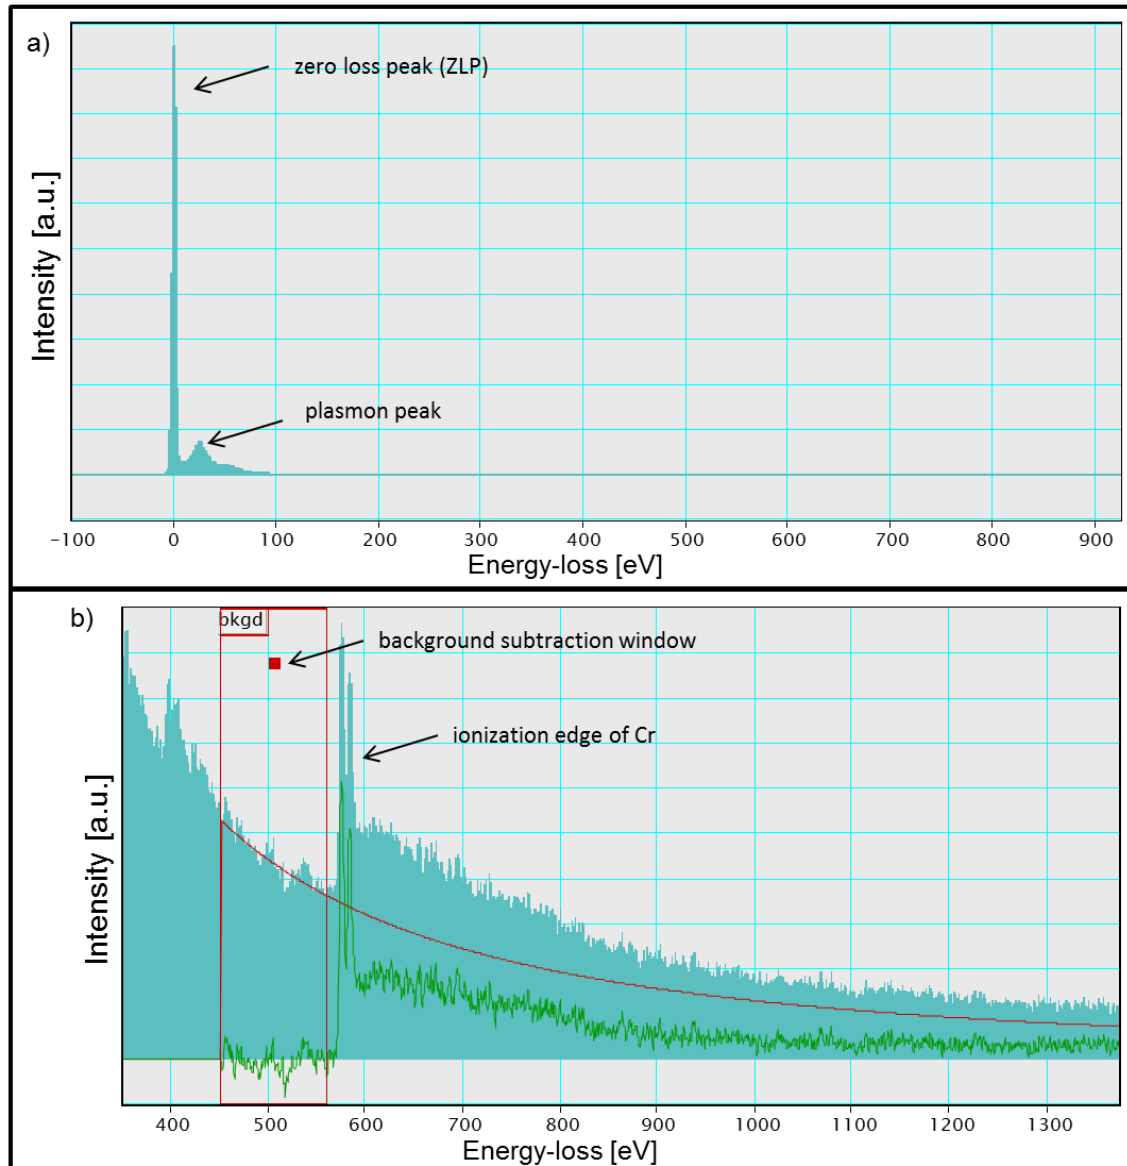 a)
zero loss peak (ZLP)
Intensity [a.u.]
plasmon peak
-100 0 100 200 300 400 500 600 700 800 900
Energy-loss [eV]
b)
bkgd
background subtraction window
ionization edge of Cr
Intensity [a.u.]
400 500 600 700 800 900 1000 1100 1200 1300
Energy-loss [eV]